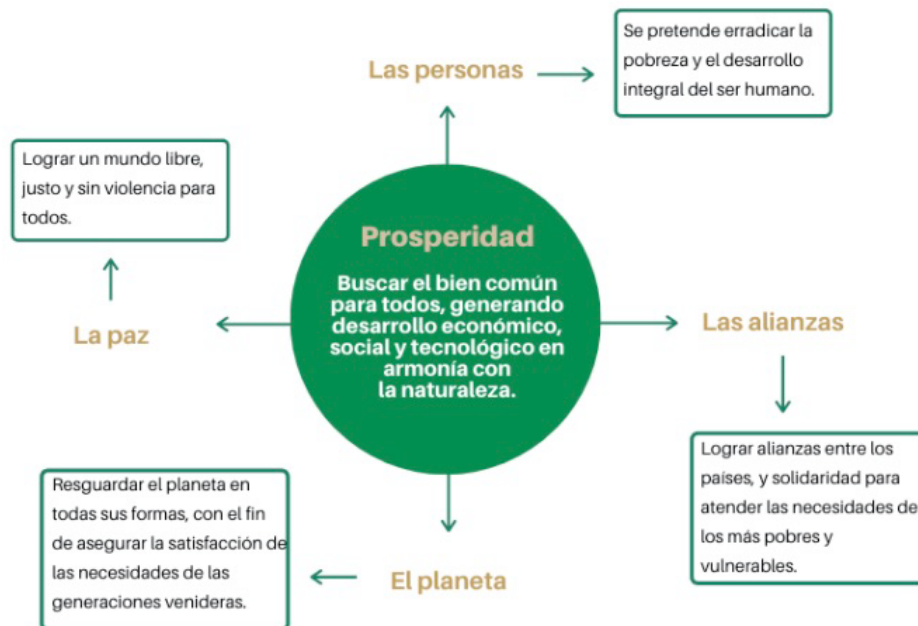 Las personas
Se pretende erradicar la
pobreza y el desarrollo
integral del ser humano.
Lograr un mundo libre,
justo y sin violencia para
todos.
La paz
Prosperidad
Buscar el bien común
para todos, generando
desarrollo económico,
social y tecnológico en
armonía con
la naturaleza.
Las alianzas
Lograr alianzas entre los
países, y solidaridad para
atender las necesidades de
los más pobres y
vulnerables.
Resguardar el planeta en
todas sus formas, con el fin
de asegurar la satisfacción de
las necesidades de las
generaciones venideras.
El planeta